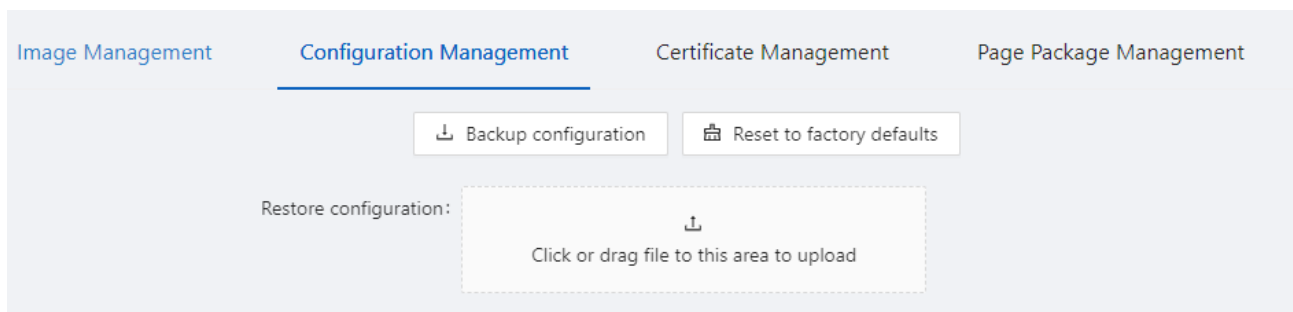 Image Management Configuration Management Certificate Management Page Package Management
Backup configuration Reset to factory defaults
Restore configuration:
Click or drag file to this area to upload